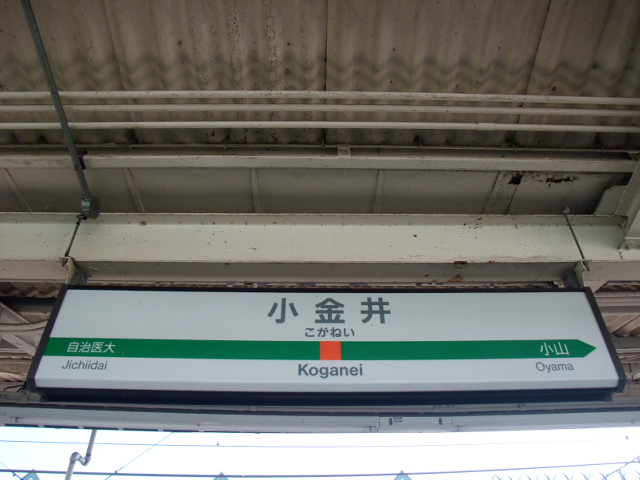 小金井
こがねい
自治医大
小山
Jichiidai
Koganei
Oyama